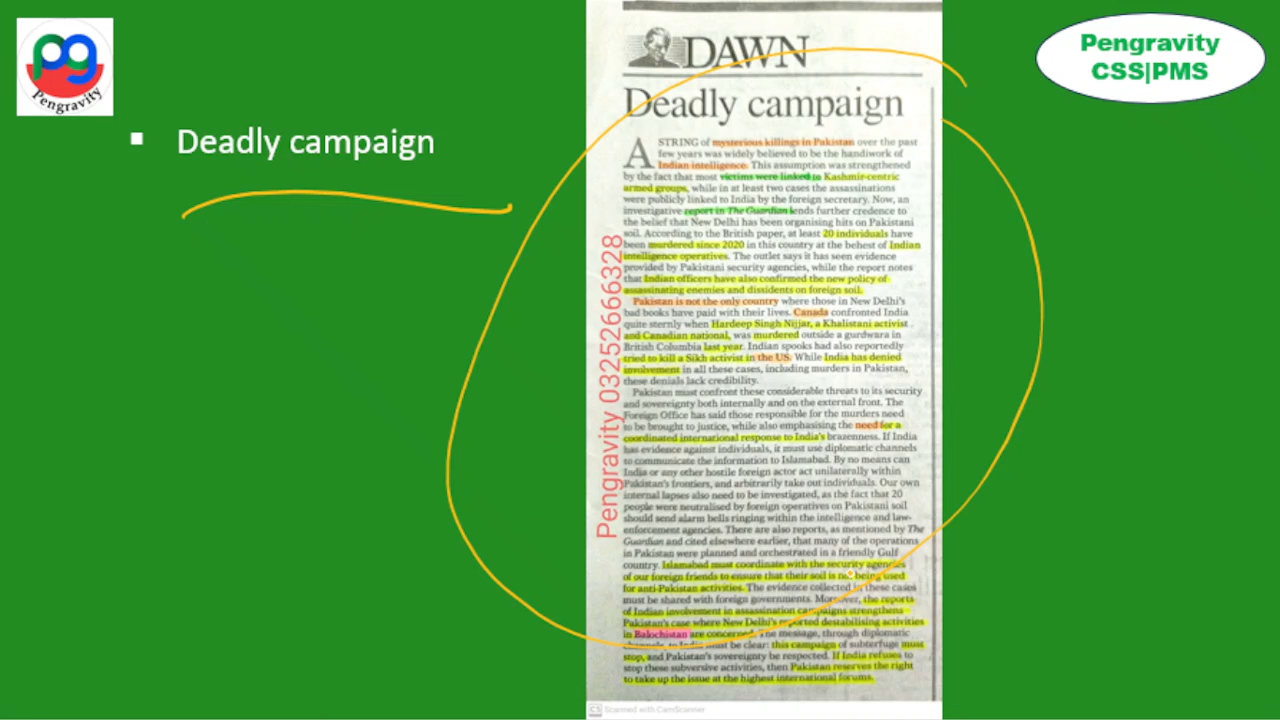 Pengravity
Deadly campaign
Pengravity
CSS|PMS
DAWN
Deadly campaign
A STRING of mysterious killings in Pakistan over the past
few years was widely believed to be the handiwork of
Indian intelligence. This assumption was strengthened
by the fact that most victims were linked to Kashmir-centric
armed groups, while in at least two cases the assassinations
were publicly linked to India by the foreign secretary. Now, an
investigative report in The Guardian lends further credence to
the belief that New Delhi has been organising hits on Pakistani
soil. According to the British paper, at least 20 individuals have
been murdered since 2020 in this country at the behest of Indian
intelligence operatives. The outlet says it has seen evidence
provided by Pakistani security agencies, while the report notes
that Indian officers have also confirmed the new policy of
assassinating enemies and dissidents on foreign soil.
Pakistan is not the only country where those in New Delhi's
bad books have paid with their lives. Canada confronted India
quite sternly when Hardeep Singh Nijjar, a Khalistani activist
and Canadian national, was murdered outside a gurdwara in
British Columbia last year. Indian spooks had also reportedly
tried to kill a Sikh activist in the US. While India has denied
involvement in all these cases, including murders in Pakistan,
these denials lack credibility.
Pakistan must confront these considerable threats to its security
and sovereignty both internally and on the external front. The
Foreign Office has said those responsible for the murders need
to be brought to justice, while also emphasising the need for a
coordinated international response to India's brazenness. If India
has evidence against individuals, it must use diplomatic channels
to communicate the information to Islamabad. By no means can
India or any other hostile foreign actor act unilaterally within
Pakistan's frontiers, and arbitrarily take out individuals. Our own
internal lapses also need to be investigated, as the fact that 20
people were neutralised by foreign operatives on Pakistani soil
should send alarm bells ringing within the intelligence and law-
enforcement agencies. There are also reports, as mentioned by The
Guardian and cited elsewhere earlier, that many of the operations
in Pakistan were planned and orchestrated in a friendly Gulf
country. Islamabad must coordinate with the security agencies
of our foreign friends to ensure that their soil is not being used
for anti-Pakistan activities. The evidence collected in these cases
must be shared with foreign governments. Moreover, the reports
of Indian involvement in assassination campaigns strengthens
Pakistan's case where New Delhi's reported destabilising activities
in Balochistan are concerned. The message, through diplomatic
channels, to India must be clear: this campaign of subterfuge must
stop, and Pakistan's sovereignty be respected. If India refuses to
stop these subversive activities, then Pakistan reserves the right
to take up the issue at the highest international forums.
Pengravity 03252666328
CS Scanned with CamScanner